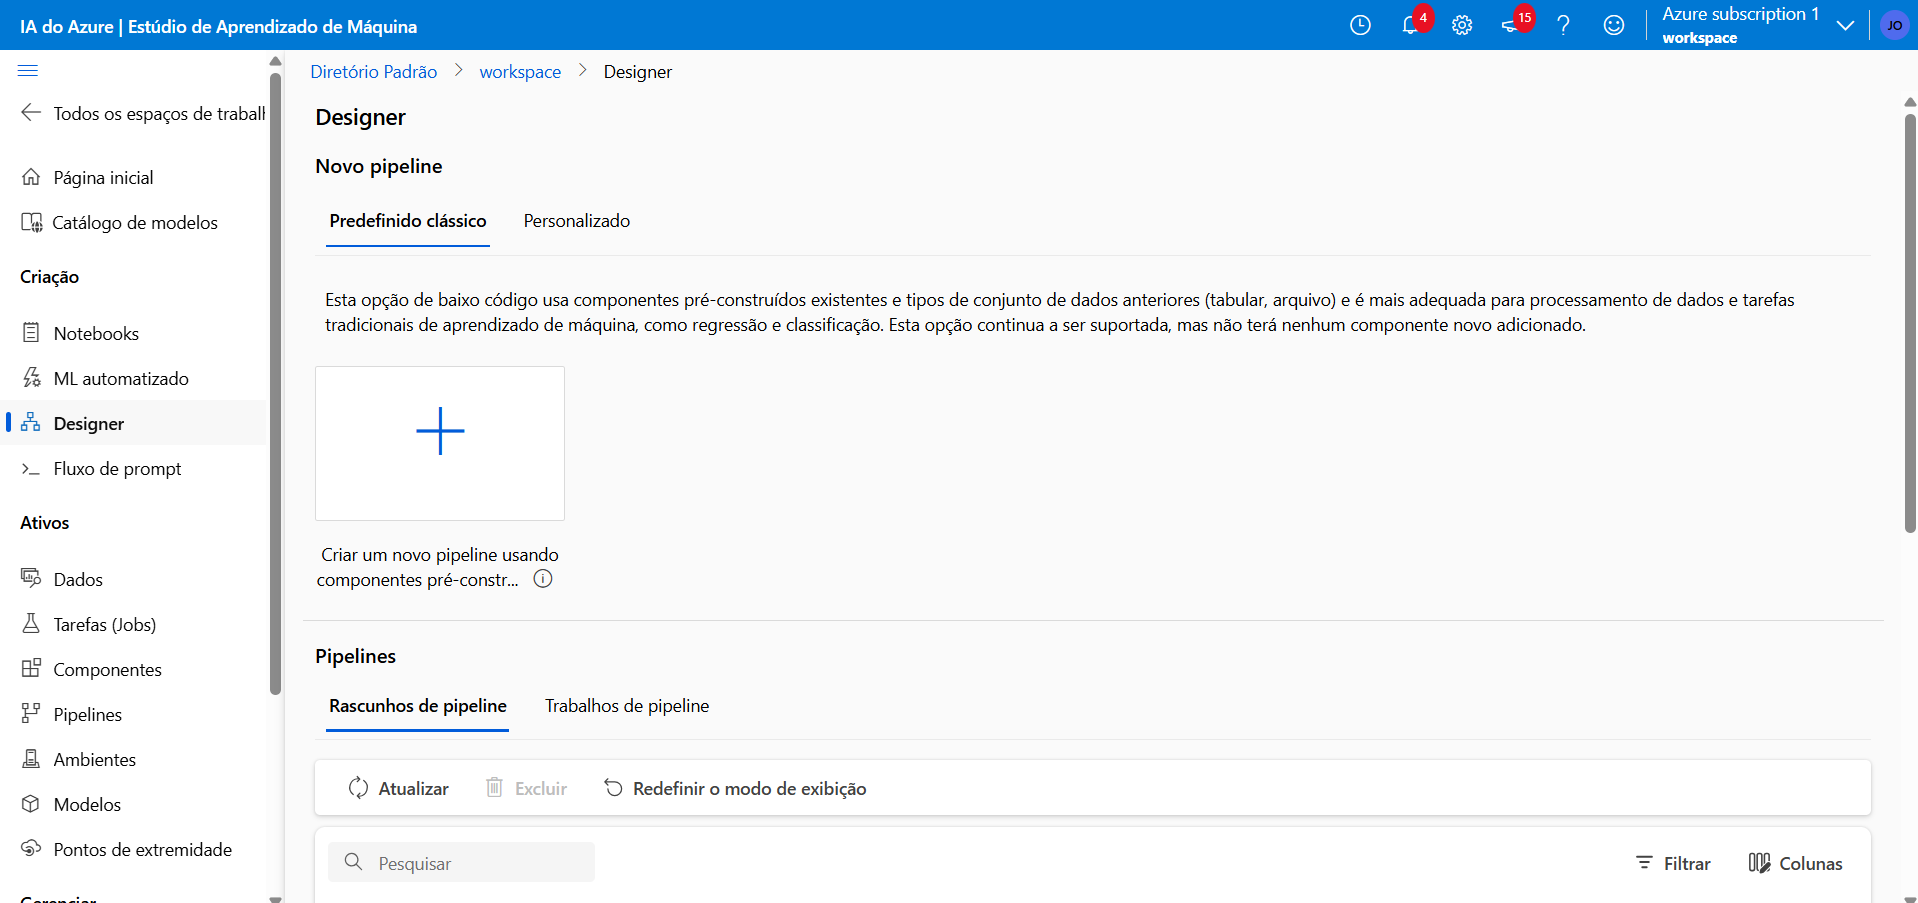 IA do Azure | Estúdio de Aprendizado de Máquina
4
15
Azure subscription 1
workspace
JO
Todos os espaços de trabal
Página inicial
Catálogo de modelos
Criação
Notebooks
ML automatizado
Designer
Fluxo de prompt
Ativos
Dados
Tarefas (Jobs)
Componentes
Pipelines
Ambientes
Modelos
Pontos de extremidade
Gerenciar
Diretório Padrão > workspace > Designer
Designer
Novo pipeline
Predefinido clássico Personalizado
Esta opção de baixo código usa componentes pré-construídos existentes e tipos de conjunto de dados anteriores (tabular, arquivo) e é mais adequada para processamento de dados e tarefas
tradicionais de aprendizado de máquina, como regressão e classificação. Esta opção continua a ser suportada, mas não terá nenhum componente novo adicionado.
Criar um novo pipeline usando
componentes pré-constr...
Pipelines
Rascunhos de pipeline Trabalhos de pipeline
Atualizar Excluir Redefinir o modo de exibição
Pesquisar Filtrar Colunas